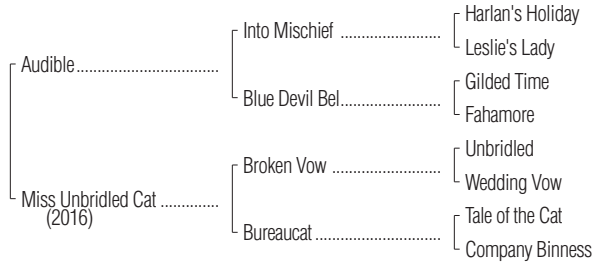 Harlan's Holiday
Into Mischief ....................
Leslie's Lady
Audible.............................
Gilded Time
Blue Devil Bel....................
Fahamore
Unbridled
Broken Vow ......................
Wedding Vow
Miss Unbridled Cat ............
(2016)
Tale of the Cat
Bureaucat.........................
Company Binness